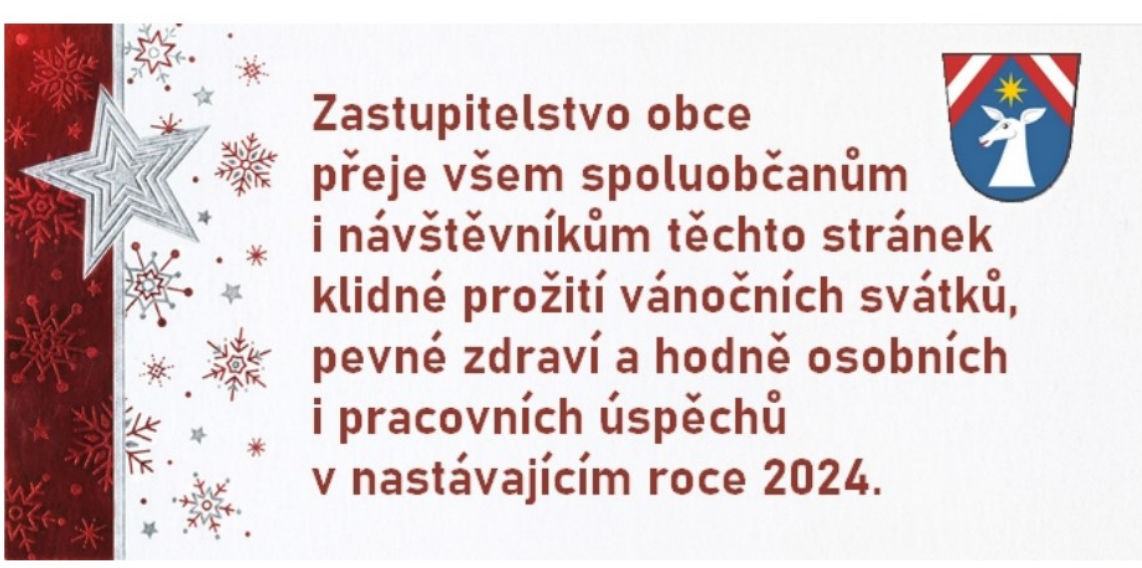 Zastupitelstvo obce
přeje všem spoluobčanům
i návštěvníkům těchto stránek
klidné prožití vánočních svátků,
pevné zdraví a hodně osobních
i pracovních úspěchů
v nastávajícím roce 2024.